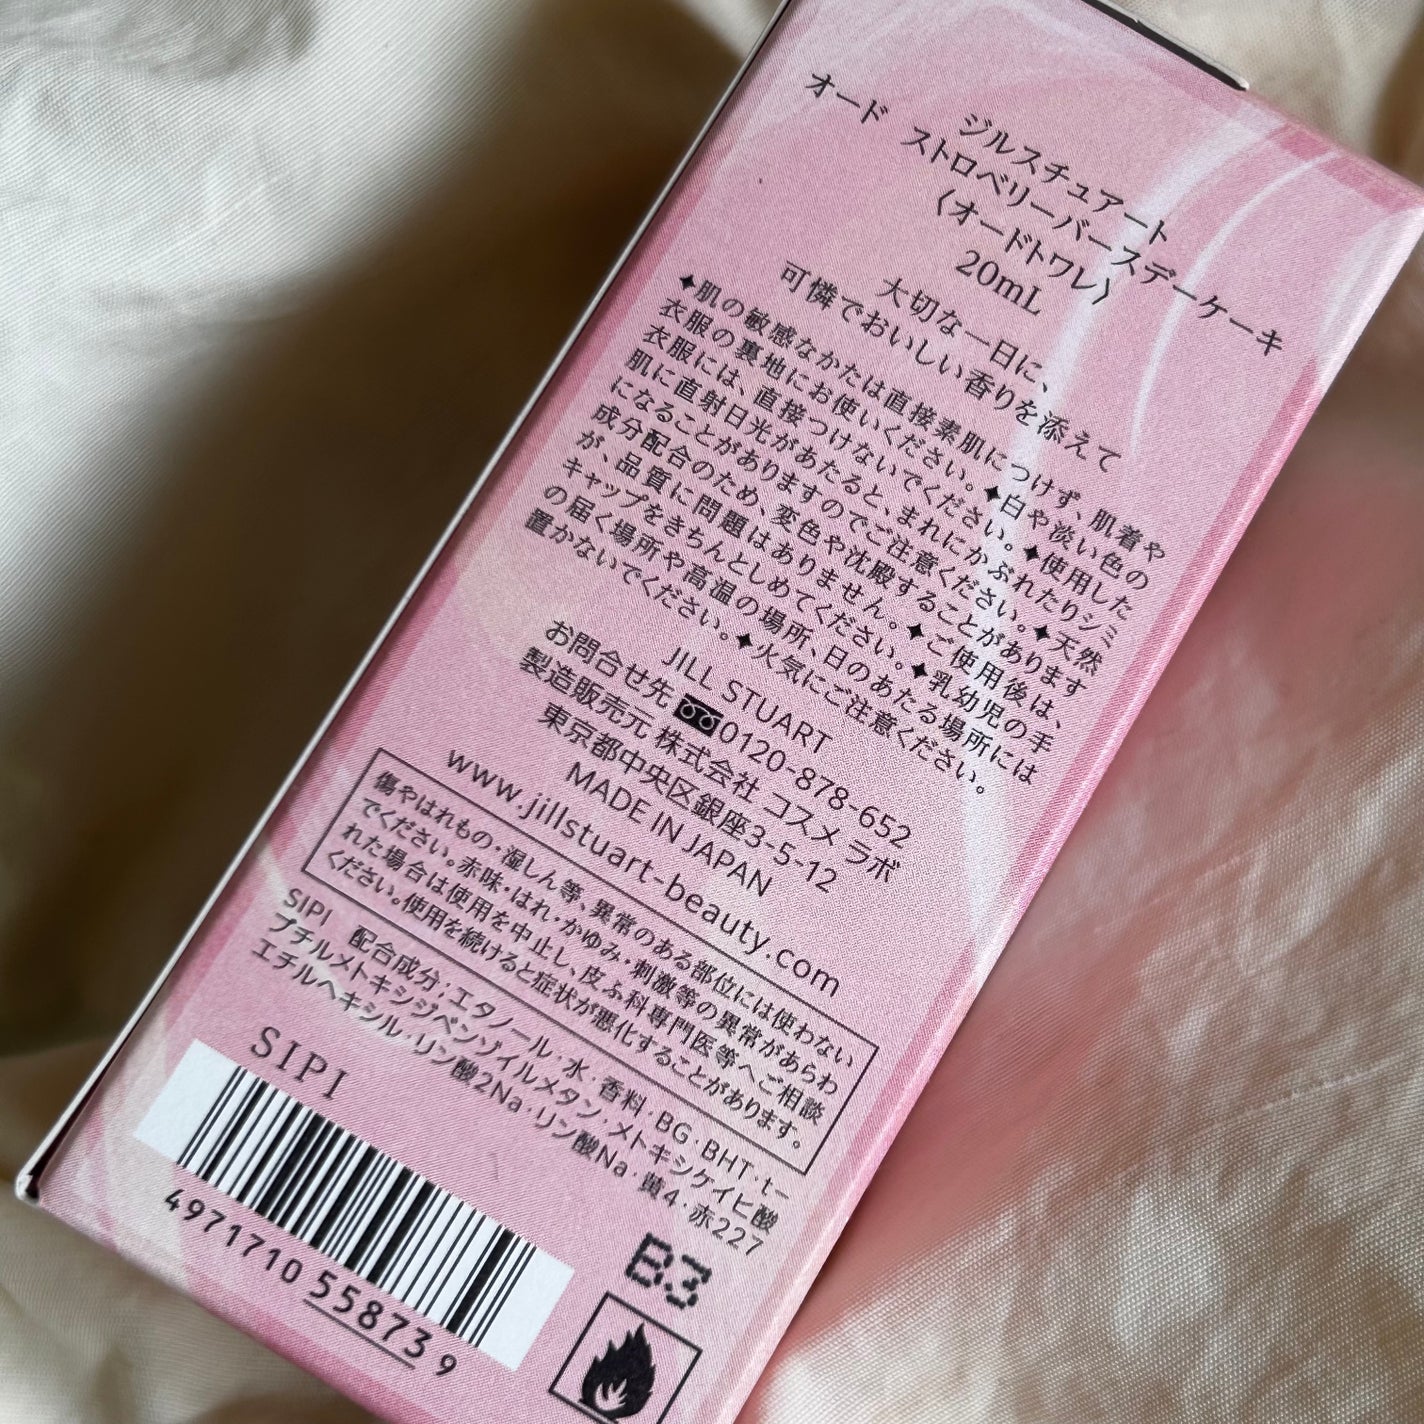 ジルスチュアート
オード ストロベリーバースデーケーキ
〈オードトワレ〉
20mL
大切な一日に、
可憐でおいしい香りを添えて
✦肌の敏感なかたは直接素肌につけず、肌着や
衣服の裏地にお使いください。✦白や淡い色の
衣服には、直接つけないでください。✦使用した
肌に直射日光があたると、まれにかぶれたりシミ
になることがありますのでご注意ください。✦天然
成分配合のため、変色や沈殿することがあります
が、品質に問題はありません。✦ご使用後は、
キャップをきちんとしめてください。✦乳幼児の手
の届く場所や高温の場所、日のあたる場所には
置かないでください。✦火気にご注意ください。
JILL STUART
お問合せ先 0120-878-652
製造販売元 株式会社 コスメ ラボ
東京都中央区銀座3-5-12
MADE IN JAPAN
www.jillstuart-beauty.com
傷やはれもの・湿しん等、異常のある部位には使わない
でください。赤味・はれ・かゆみ・刺激等の異常があらわ
れた場合は使用を中止し、皮ふ科専門医等へご相談
ください。使用を続けると症状が悪化することがあります。
SIPI 配合成分：エタノール・水・香料・BG・BHT・t-
ブチルメトキシジベンゾイルメタン・メトキシケイヒ酸
エチルヘキシル・リン酸2Na・リン酸Na・黄4・赤227
SIPI
4971710 558739
B3